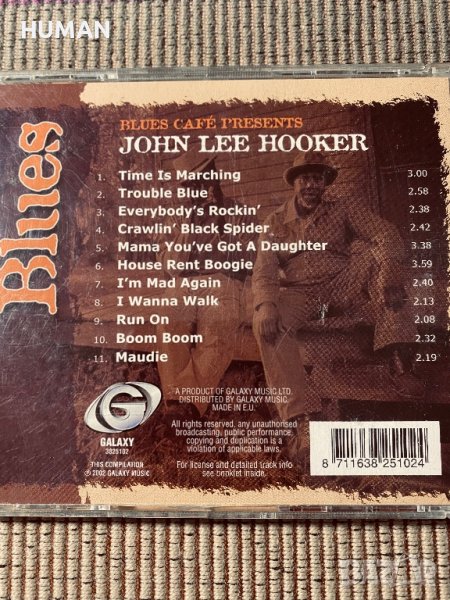 HUMAN
Blues
BLUES CAFÉ PRESENTS
JOHN LEE HOOKER
1. Time Is Marching 3.00
2. Trouble Blue 2.58
3. Everybody's Rockin' 2.38
4. Crawlin' Black Spider 2.42
5. Mama You've Got A Daughter 3.38
6. House Rent Boogie 3.59
7. I'm Mad Again 2.40
8. I Wanna Walk 2.13
9. Run On 2.08
10. Boom Boom 2.32
11. Maudie 2.19
G
GALAXY
3825102
THIS COMPILATION
℗ 2002 GALAXY MUSIC
A PRODUCT OF GALAXY MUSIC LTD.
DISTRIBUTED BY GALAXY MUSIC.
MADE IN E.U.
All rights reserved, any unauthorised
broadcasting, public performance,
copying and deplication is a
violation of applicable laws.
For license and detailed track info
see booklet inside.
8 711638 251024